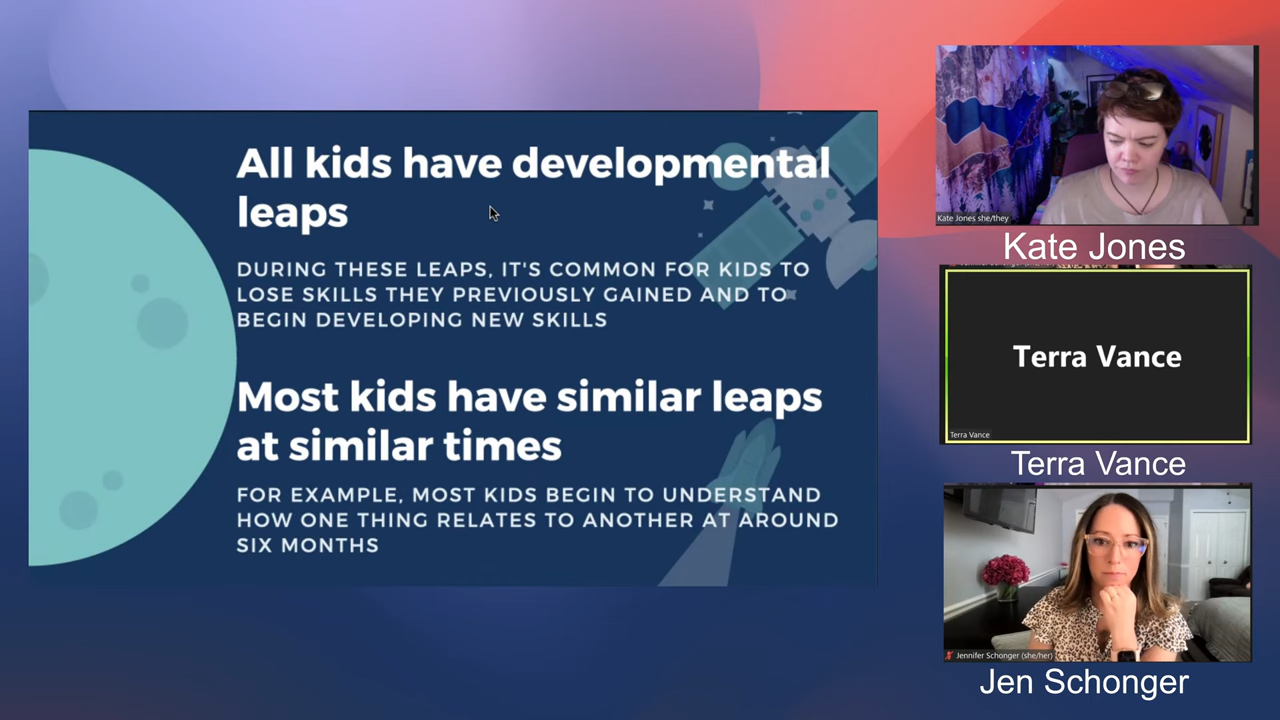 All kids have developmental
leaps
DURING THESE LEAPS, IT'S COMMON FOR KIDS TO
LOSE SKILLS THEY PREVIOUSLY GAINED AND TO
BEGIN DEVELOPING NEW SKILLS
Most kids have similar leaps
at similar times
FOR EXAMPLE, MOST KIDS BEGIN TO UNDERSTAND
HOW ONE THING RELATES TO ANOTHER AT AROUND
SIX MONTHS
Kate Jones she/they
Kate Jones
Terra Vance
Terra Vance
Terra Vance
Jennifer Schonger (she/her)
Jen Schonger